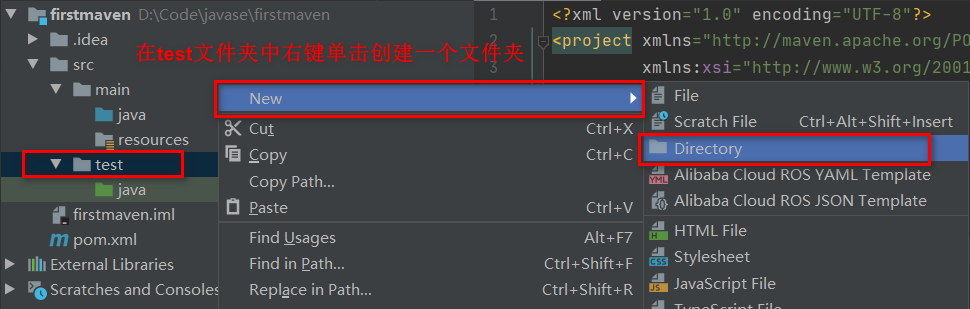 firstmaven D:\Code\javase\firstmaven
.idea
src
main
java
resources
test
java
firstmaven.iml
pom.xml
External Libraries
Scratches and Consoles
在test文件夹中右键单击创建一个文件夹
1
2
3
<?xml version="1.0" encoding="UTF-8"?>
<project xmlns="http://maven.apache.org/PO
xmlns:xsi="http://www.w3.org/2001
New
Cut Ctrl+X
Copy Ctrl+C
Copy Path...
Paste Ctrl+V
Find Usages Alt+F7
Find in Path... Ctrl+Shift+F
Replace in Path... Ctrl+Shift+R
File
Scratch File Ctrl+Alt+Shift+Insert
Directory
YML Alibaba Cloud ROS YAML Template
Alibaba Cloud ROS JSON Template
H HTML File
CSS Stylesheet
JS JavaScript File
TypeScript File